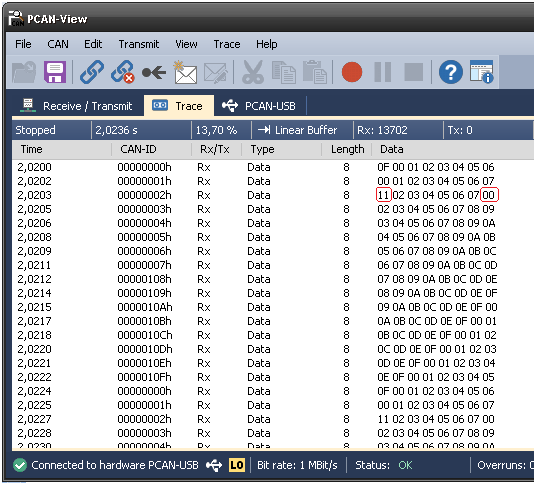 PCAN-View
File CAN Edit Transmit View Trace Help
Receive / Transmit Trace PCAN-USB
Stopped 2,0236 s 13,70 % Linear Buffer Rx: 13702 Tx: 0
Time CAN-ID Rx/Tx Type Length Data
2,0200 00000000h Rx Data 8 0F 00 01 02 03 04 05 06
2,0202 00000001h Rx Data 8 00 01 02 03 04 05 06 07
2,0203 00000002h Rx Data 8 11 02 03 04 05 06 07 00
2,0205 00000003h Rx Data 8 02 03 04 05 06 07 08 09
2,0206 00000004h Rx Data 8 03 04 05 06 07 08 09 0A
2,0208 00000005h Rx Data 8 04 05 06 07 08 09 0A 0B
2,0209 00000006h Rx Data 8 05 06 07 08 09 0A 0B 0C
2,0211 00000007h Rx Data 8 06 07 08 09 0A 0B 0C 0D
2,0212 00000108h Rx Data 8 07 08 09 0A 0B 0C 0D 0E
2,0214 00000109h Rx Data 8 08 09 0A 0B 0C 0D 0E 0F
2,0215 0000010Ah Rx Data 8 09 0A 0B 0C 0D 0E 0F 00
2,0217 0000010Bh Rx Data 8 0A 0B 0C 0D 0E 0F 00 01
2,0218 0000010Ch Rx Data 8 0B 0C 0D 0E 0F 00 01 02
2,0220 0000010Dh Rx Data 8 0C 0D 0E 0F 00 01 02 03
2,0221 0000010Eh Rx Data 8 0D 0E 0F 00 01 02 03 04
2,0222 0000010Fh Rx Data 8 0E 0F 00 01 02 03 04 05
2,0224 00000000h Rx Data 8 0F 00 01 02 03 04 05 06
2,0225 00000001h Rx Data 8 00 01 02 03 04 05 06 07
2,0227 00000002h Rx Data 8 11 02 03 04 05 06 07 00
2,0228 00000003h Rx Data 8 02 03 04 05 06 07 08 09
2,0230 00000004h Rx Data 8 03 04 05 06 07 08 09 0A
Connected to hardware PCAN-USB LO Bit rate: 1 MBit/s Status: OK Overruns: